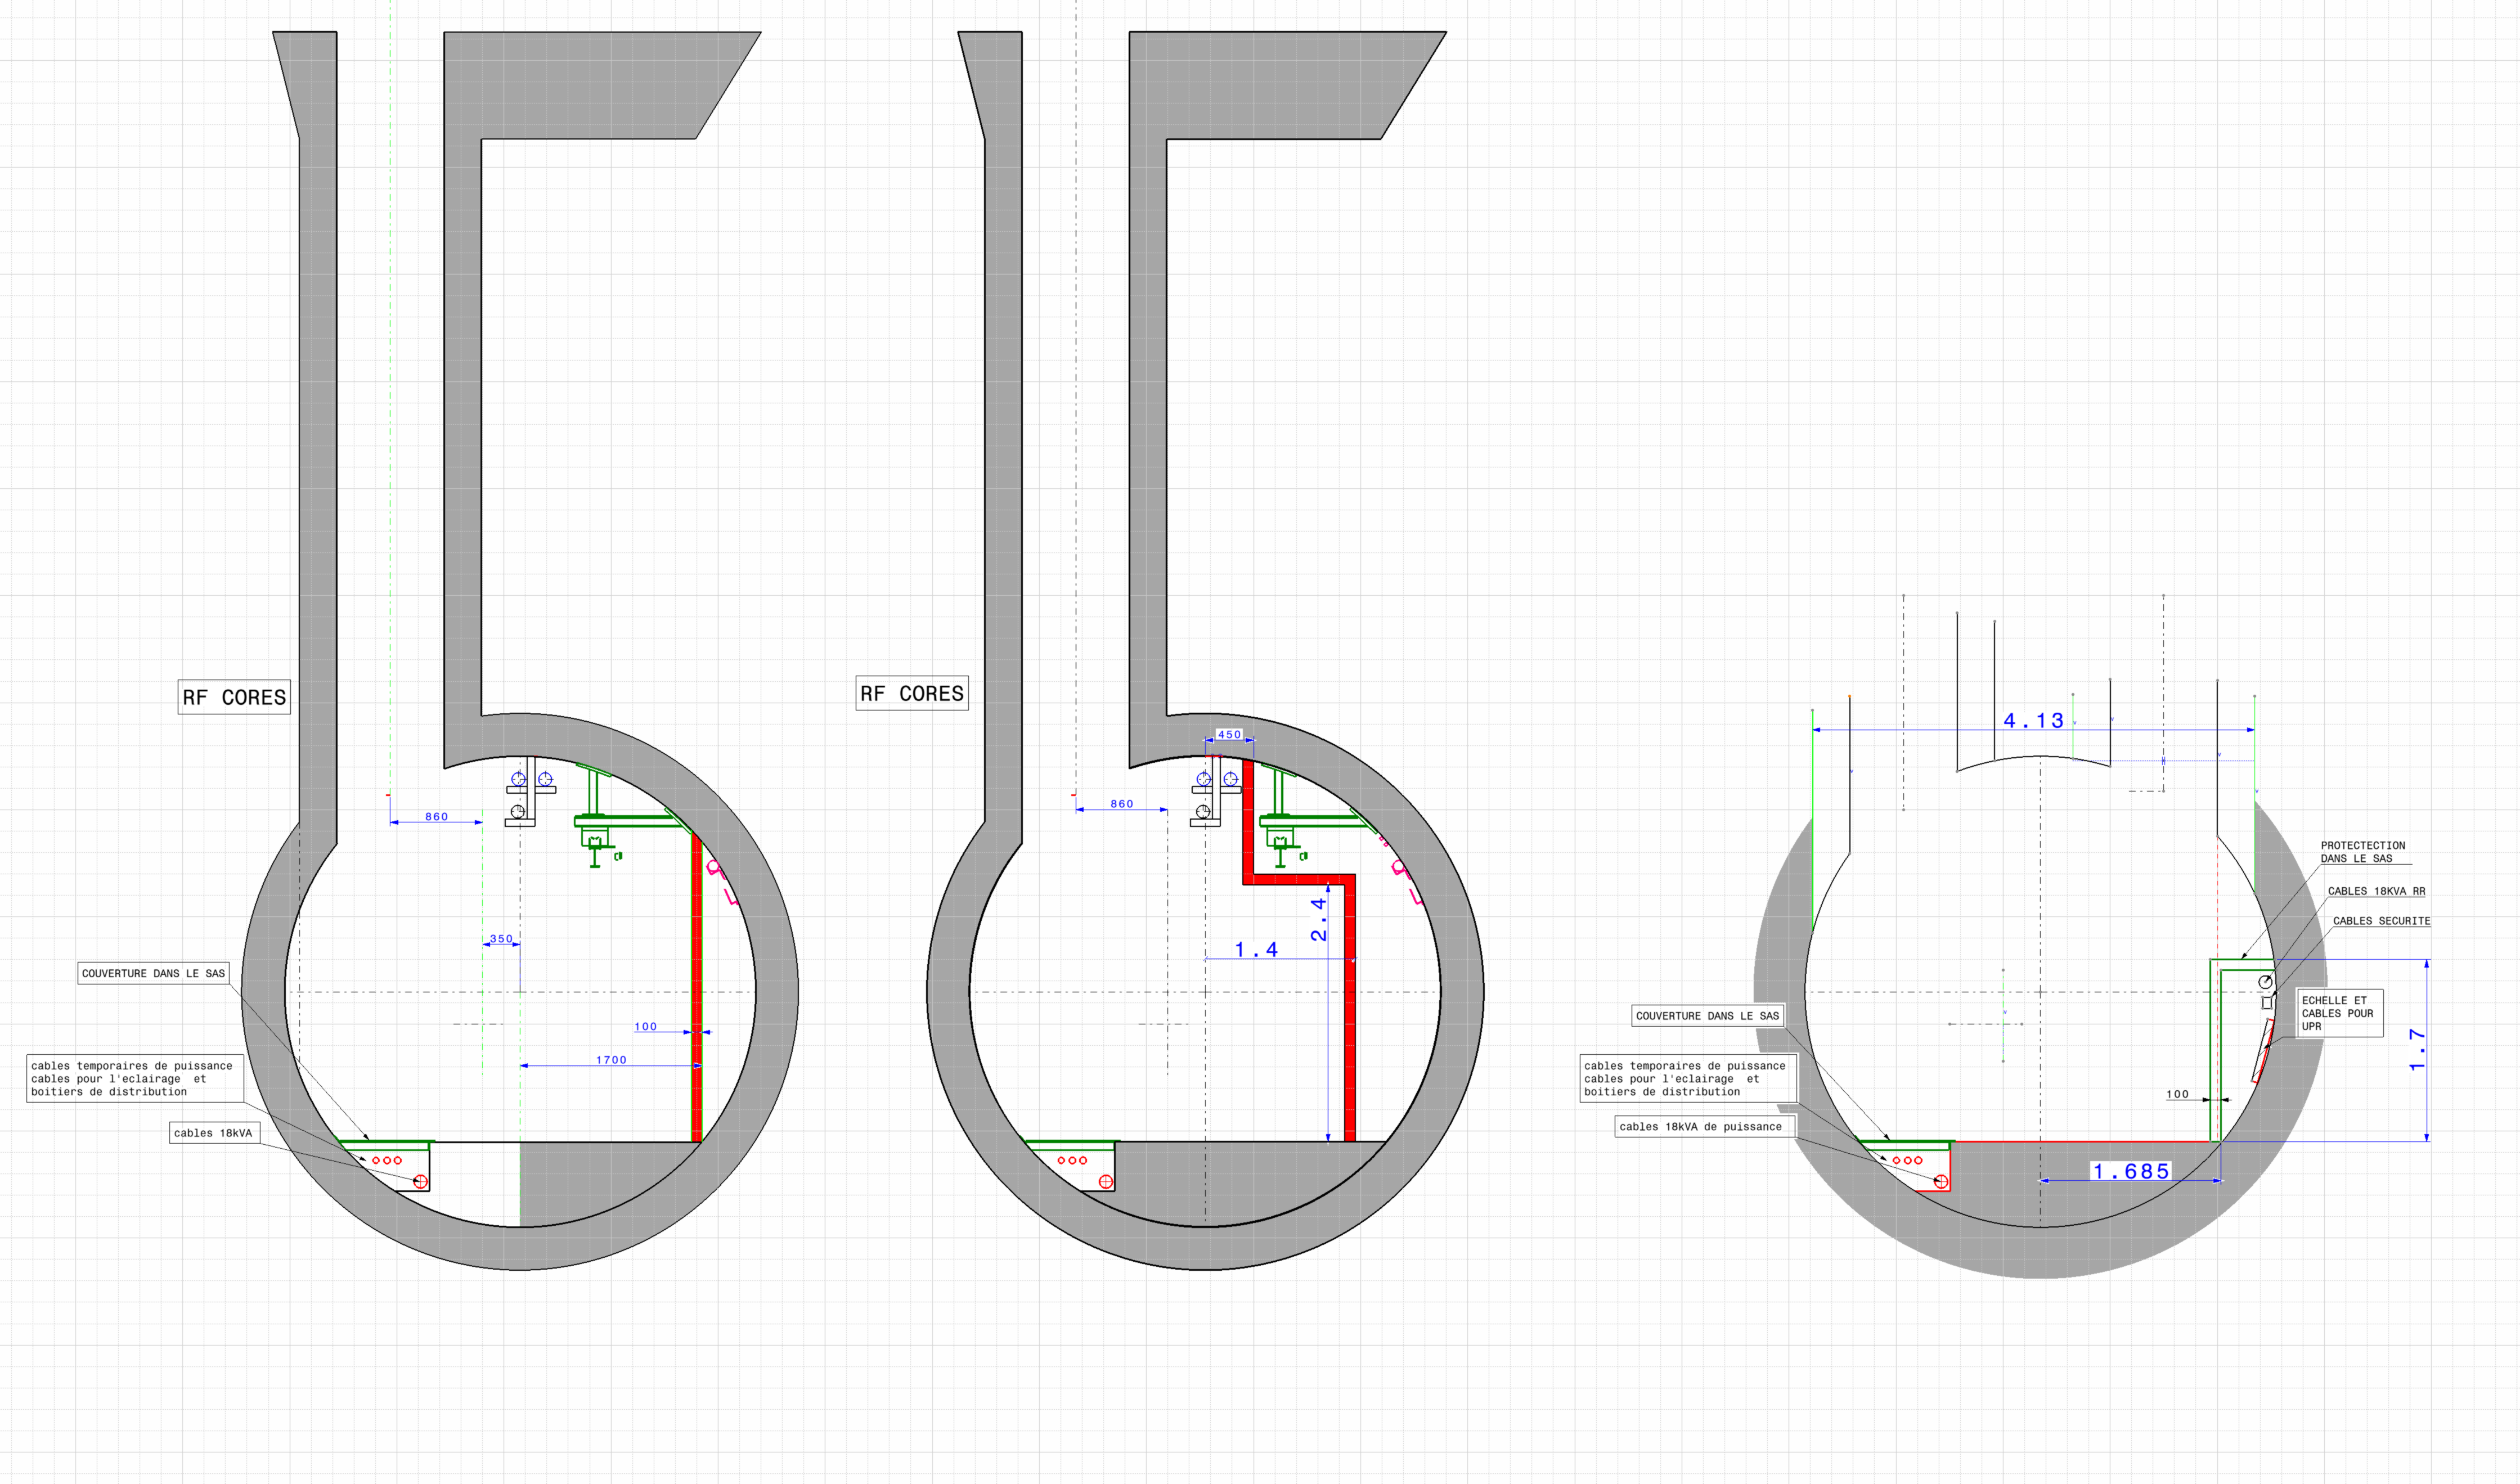 RF CORES
860
350
100
1700
COUVERTURE DANS LE SAS
cables temporaires de puissance
cables pour l'eclairage et
boitiers de distribution
cables 18kVA
RF CORES
450
860
2.4
1.4
4.13
PROTECTECTION
DANS LE SAS
CABLES 18KVA RR
CABLES SECURITE
ECHELLE ET
CABLES POUR
UPR
COUVERTURE DANS LE SAS
1.7
cables temporaires de puissance
cables pour l'eclairage et
boitiers de distribution
100
cables 18kVA de puissance
1.685